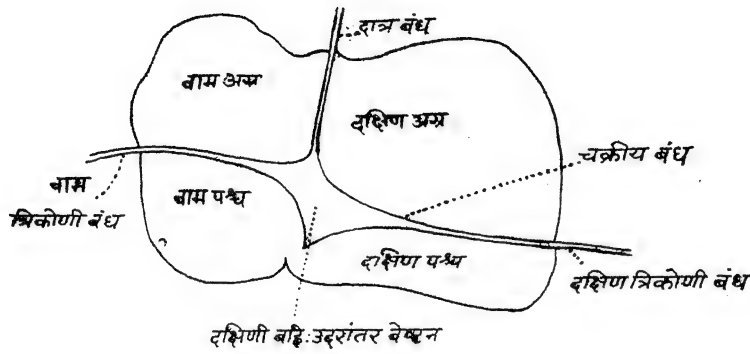 दात्र बंध
बाम अग्र
दक्षिण अग्र
चक्रीय बंध
बाम
त्रिकोणी बंध
बाम पश्च
दक्षिण पश्च
दक्षिण त्रिकोणी बंध
दक्षिणी बहि:उदरांतर वेष्टन